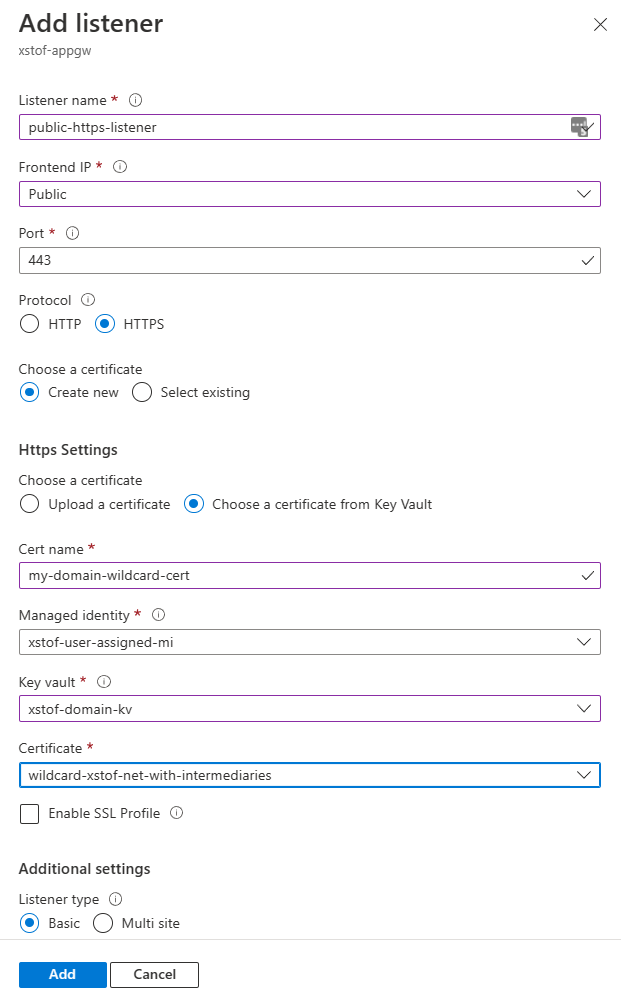 Add listener
xstof-appgw
Listener name *
public-https-listener
Frontend IP *
Public
Port *
443
Protocol
HTTP HTTPS
Choose a certificate
Create new Select existing
Https Settings
Choose a certificate
Upload a certificate Choose a certificate from Key Vault
Cert name *
my-domain-wildcard-cert
Managed identity *
xstof-user-assigned-mi
Key vault *
xstof-domain-kv
Certificate *
wildcard-xstof-net-with-intermediaries
Enable SSL Profile
Additional settings
Listener type
Basic Multi site
Add Cancel